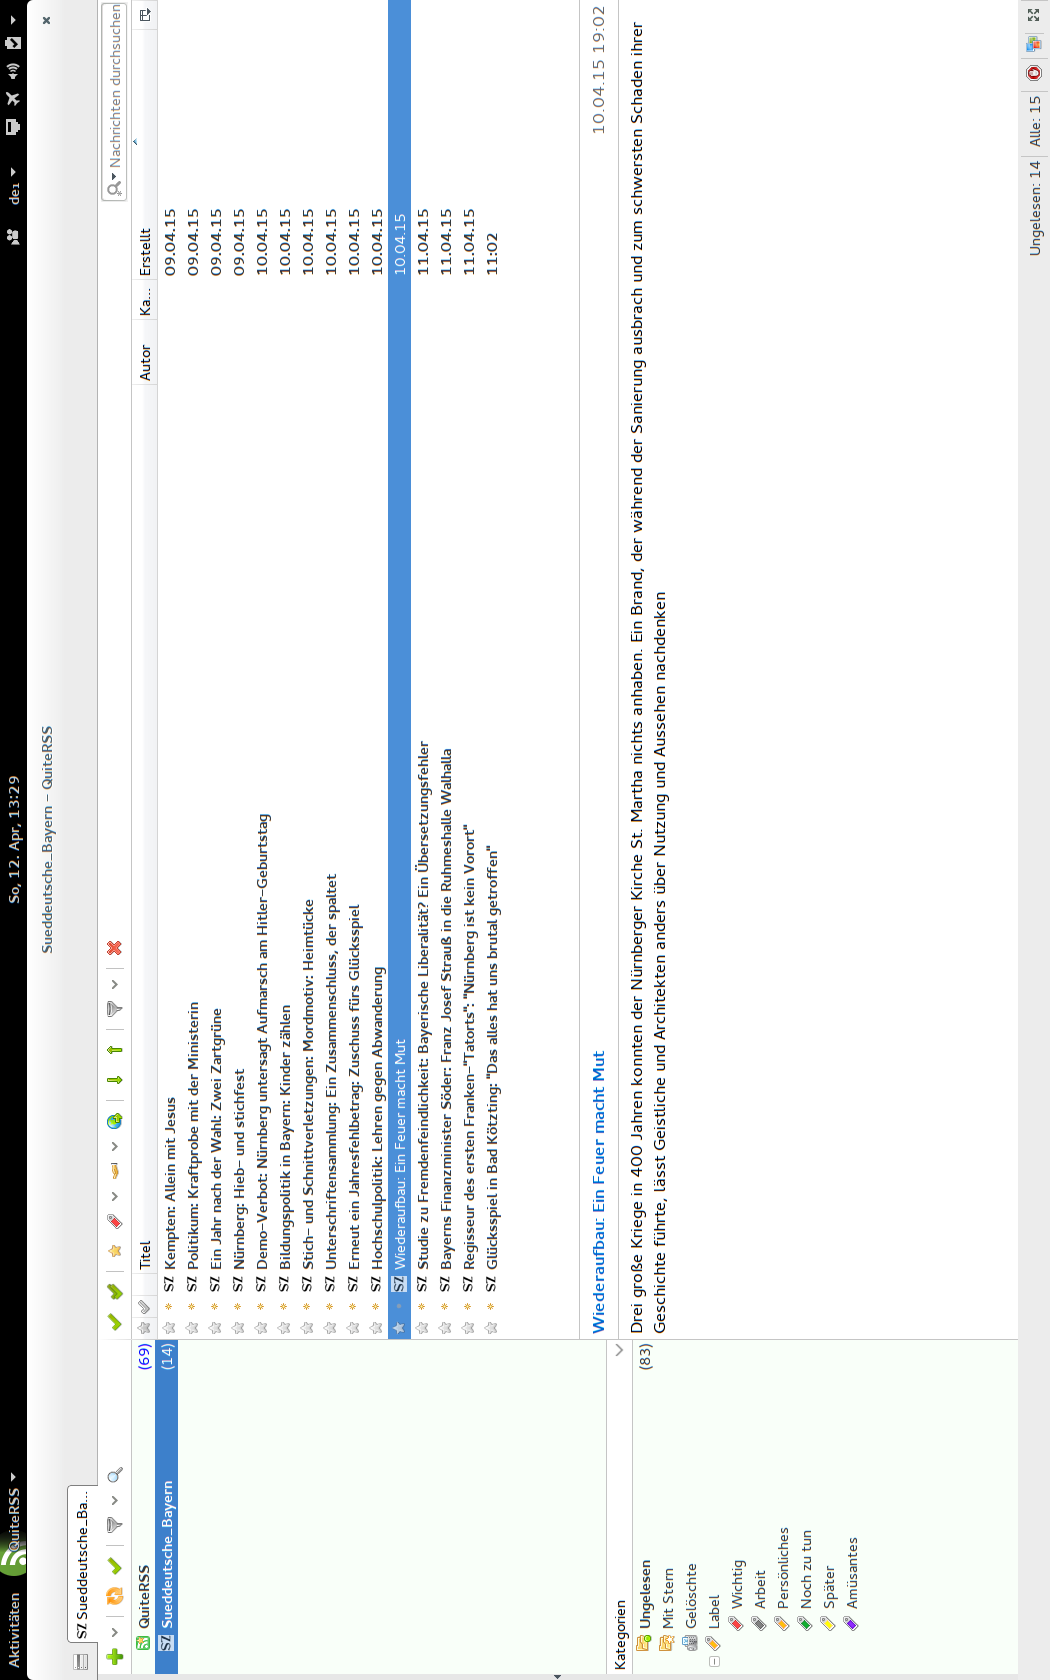 Aktivitäten
QuiteRSS
So, 12. Apr, 13:29
de1
Sueddeutsche_Bayern – QuiteRSS
SZ Sueddeutsche_Ba...
Nachrichten durchsuchen
QuiteRSS (69)
SZ Sueddeutsche_Bayern (14)
Titel Autor Ka... Erstellt
SZ Kempten: Allein mit Jesus 09.04.15
SZ Politikum: Kraftprobe mit der Ministerin 09.04.15
SZ Ein Jahr nach der Wahl: Zwei Zartgrüne 09.04.15
SZ Nürnberg: Hieb– und stichfest 09.04.15
SZ Demo–Verbot: Nürnberg untersagt Aufmarsch am Hitler–Geburtstag 10.04.15
SZ Bildungspolitik in Bayern: Kinder zählen 10.04.15
SZ Stich– und Schnittverletzungen: Mordmotiv: Heimtücke 10.04.15
SZ Unterschriftensammlung: Ein Zusammenschluss, der spaltet 10.04.15
SZ Erneut ein Jahresfehlbetrag: Zuschuss fürs Glücksspiel 10.04.15
SZ Hochschulpolitik: Lehren gegen Abwanderung 10.04.15
SZ Wiederaufbau: Ein Feuer macht Mut 10.04.15
SZ Studie zu Fremdenfeindlichkeit: Bayerische Liberalität? Ein Übersetzungsfehler 11.04.15
SZ Bayerns Finanzminister Söder: Franz Josef Strauß in die Ruhmeshalle Walhalla 11.04.15
SZ Regisseur des ersten Franken–"Tatorts": "Nürnberg ist kein Vorort" 11.04.15
SZ Glücksspiel in Bad Kötzting: "Das alles hat uns brutal getroffen" 11:02
Wiederaufbau: Ein Feuer macht Mut 10.04.15 19:02
Drei große Kriege in 400 Jahren konnten der Nürnberger Kirche St. Martha nichts anhaben. Ein Brand, der während der Sanierung ausbrach und zum schwersten Schaden ihrer
Geschichte führte, lässt Geistliche und Architekten anders über Nutzung und Aussehen nachdenken
Kategorien
Ungelesen (83)
Mit Stern
Gelöschte
Label
Wichtig
Arbeit
Persönliches
Noch zu tun
Später
Amüsantes
Ungelesen: 14 Alle: 15